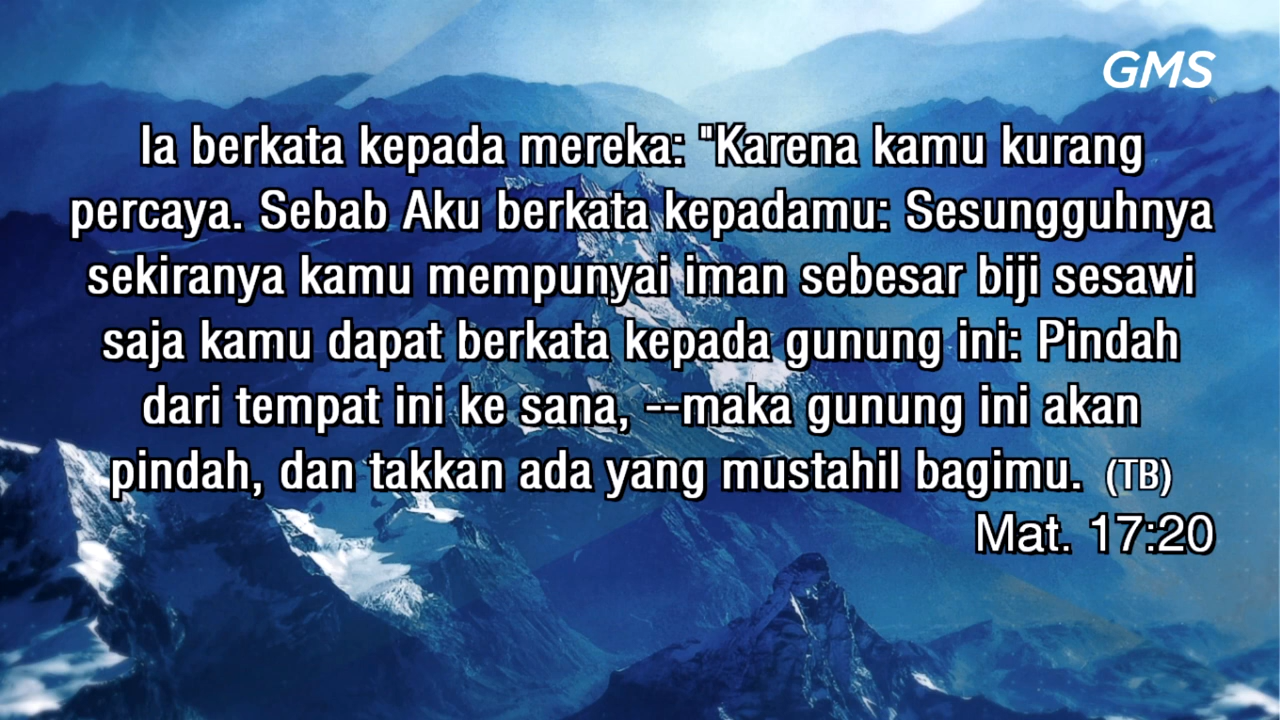 GMS
Ia berkata kepada mereka: "Karena kamu kurang
percaya. Sebab Aku berkata kepadamu: Sesungguhnya
sekiranya kamu mempunyai iman sebesar biji sesawi
saja kamu dapat berkata kepada gunung ini: Pindah
dari tempat ini ke sana, --maka gunung ini akan
pindah, dan takkan ada yang mustahil bagimu. (TB)
Mat. 17:20